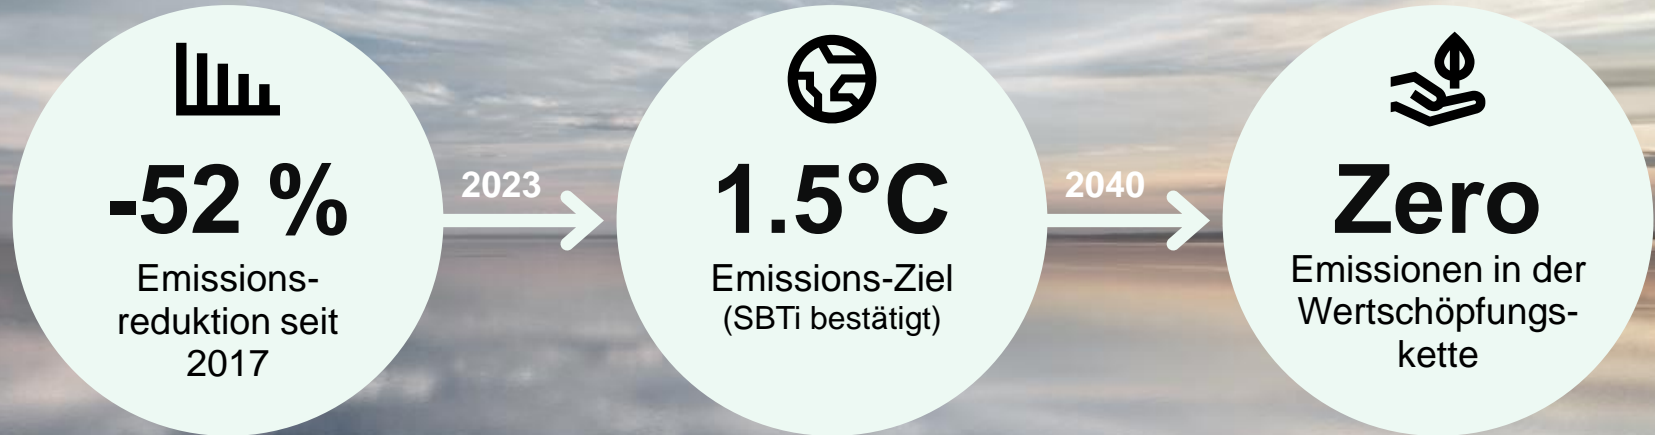 -52 %
Emissions-
reduktion seit
2017
2023
1.5°C
Emissions-Ziel
(SBTi bestätigt)
2040
Zero
Emissionen in der
Wertschöpfungs-
kette